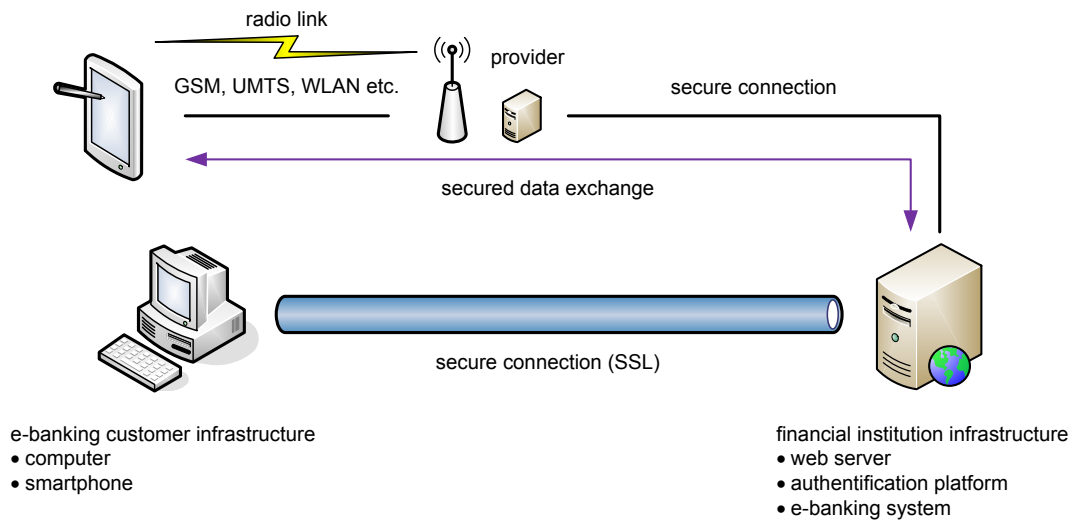 radio link
provider
GSM, UMTS, WLAN etc.
secure connection
secured data exchange
secure connection (SSL)
e-banking customer infrastructure
• computer
• smartphone
financial institution infrastructure
• web server
• authentification platform
• e-banking system